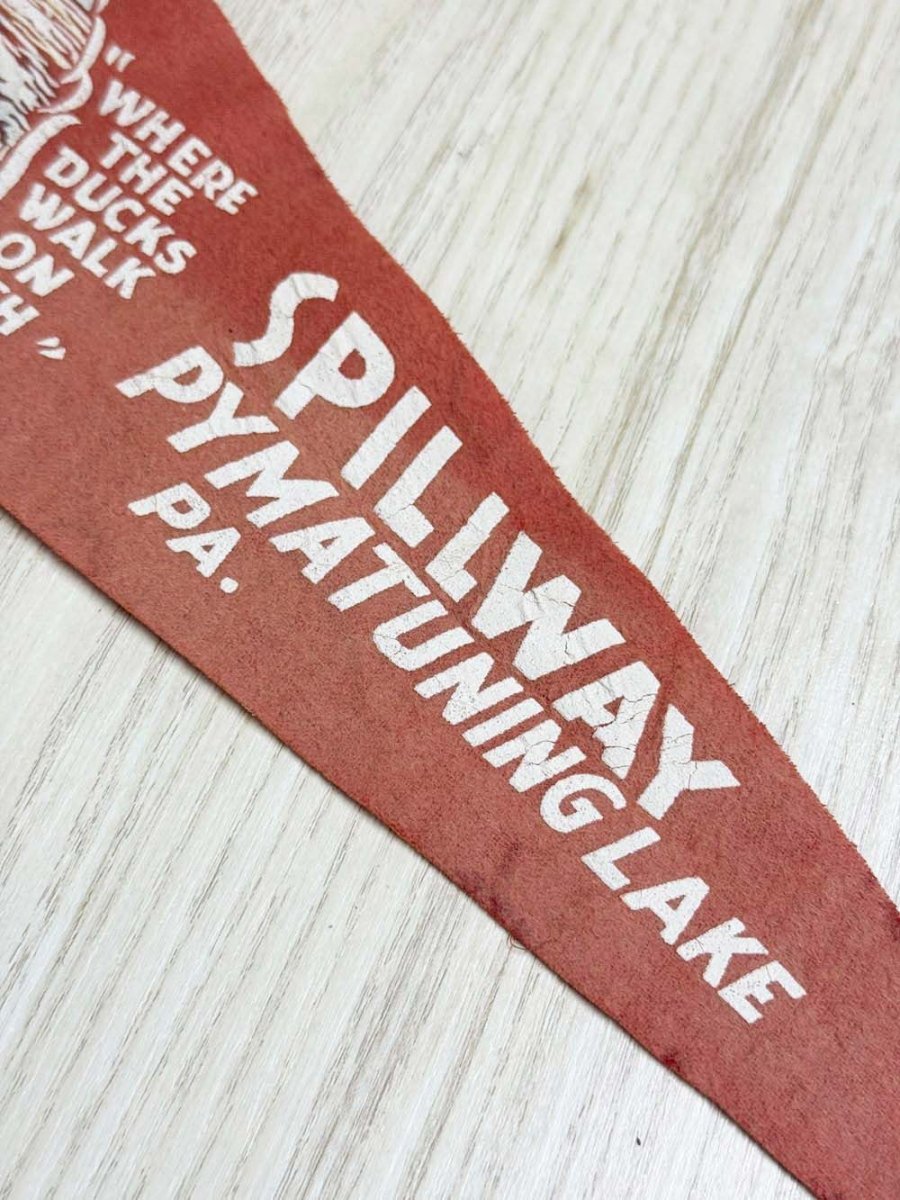 "WHERE
THE
DUCKS
WALK
ON
SPILLWAY
PYMATUNING LAKE
PA.